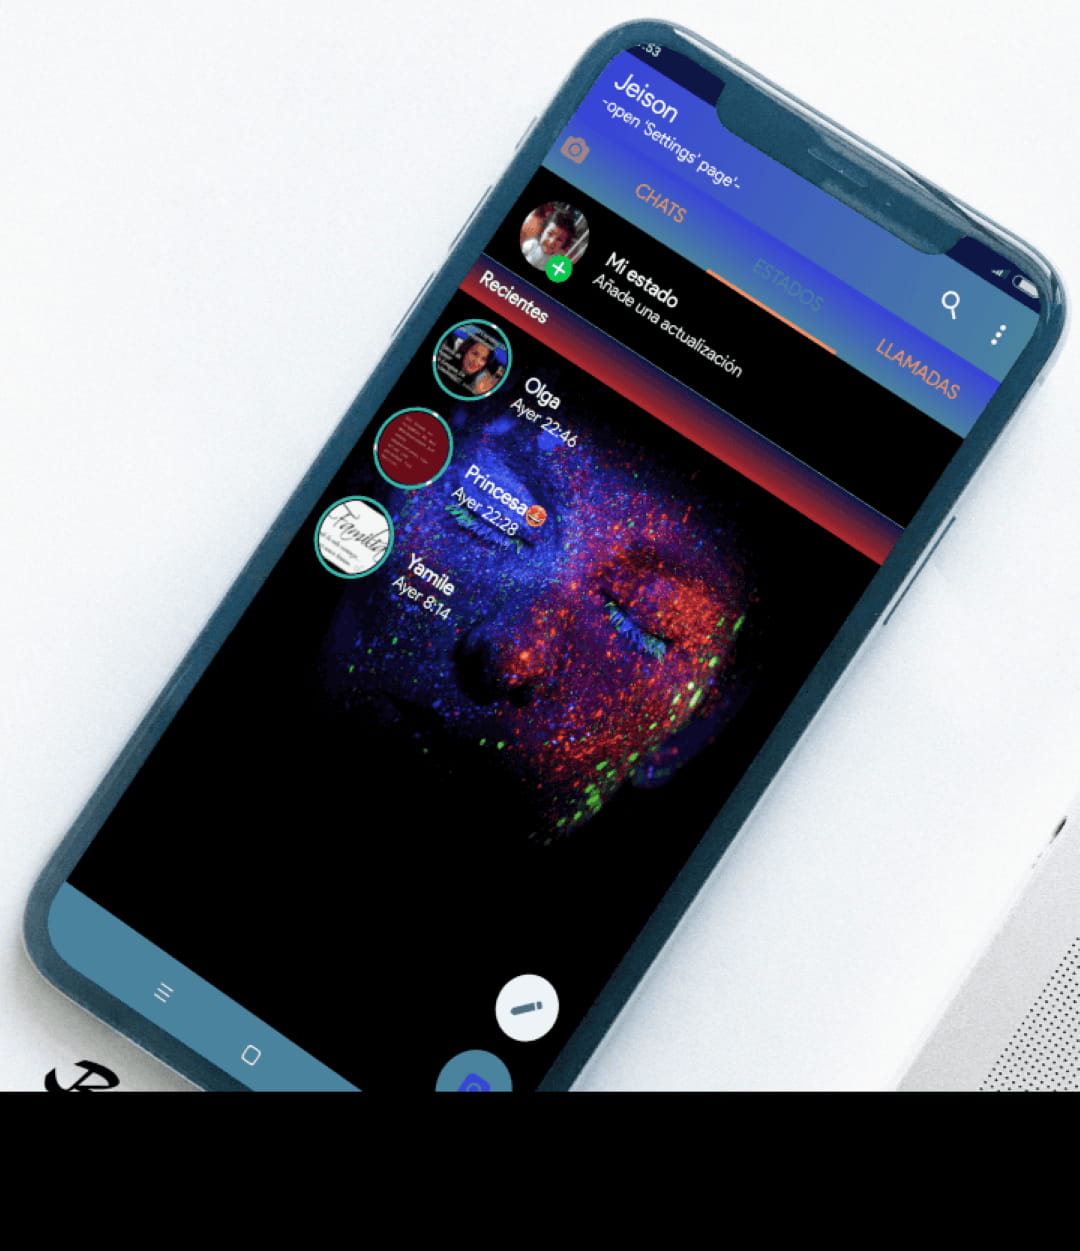 :53
Jeison
-open 'Settings' page'-
CHATS
ESTADOS
LLAMADAS
Mi estado
Añade una actualización
Recientes
Olga
Ayer 22:46
Princesa
Ayer 22:28
Yamile
Ayer 8:14
Familia